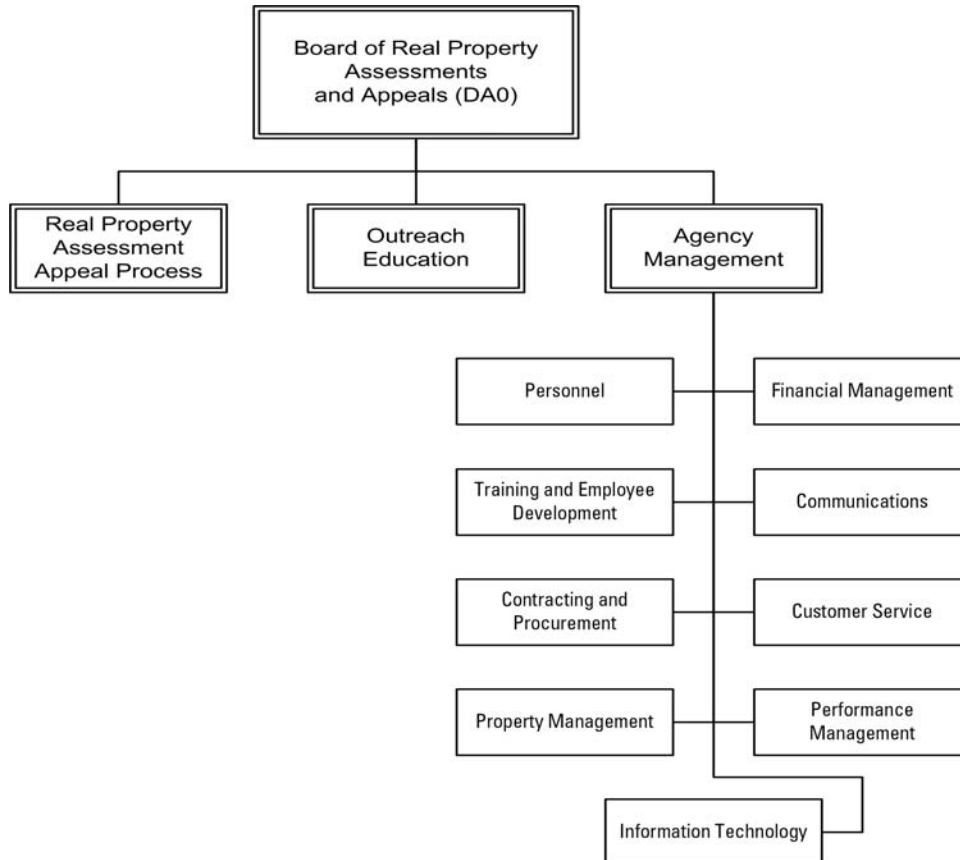 Board of Real Property
Assessments
and Appeals (DA0)
Real Property
Assessment
Appeal Process
Outreach
Education
Agency
Management
Personnel
Financial Management
Training and Employee
Development
Communications
Contracting and
Procurement
Customer Service
Property Management
Performance
Management
Information Technology